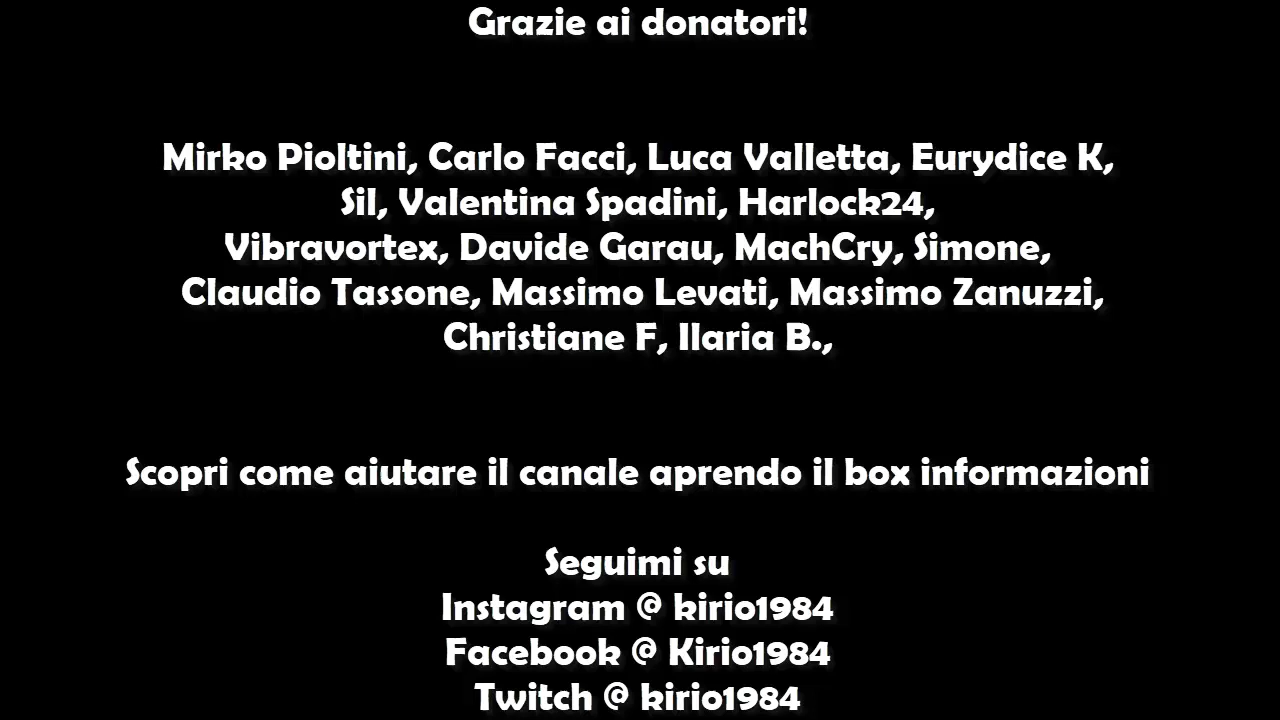 Grazie ai donatori!
Mirko Pioltini, Carlo Facci, Luca Valletta, Eurydice K,
Sil, Valentina Spadini, Harlock24,
Vibravortex, Davide Garau, MachCry, Simone,
Claudio Tassone, Massimo Levati, Massimo Zanuzzi,
Christiane F, Ilaria B.,
Scopri come aiutare il canale aprendo il box informazioni
Seguimi su
Instagram @ kirio1984
Facebook @ Kirio1984
Twitch @ kirio1984